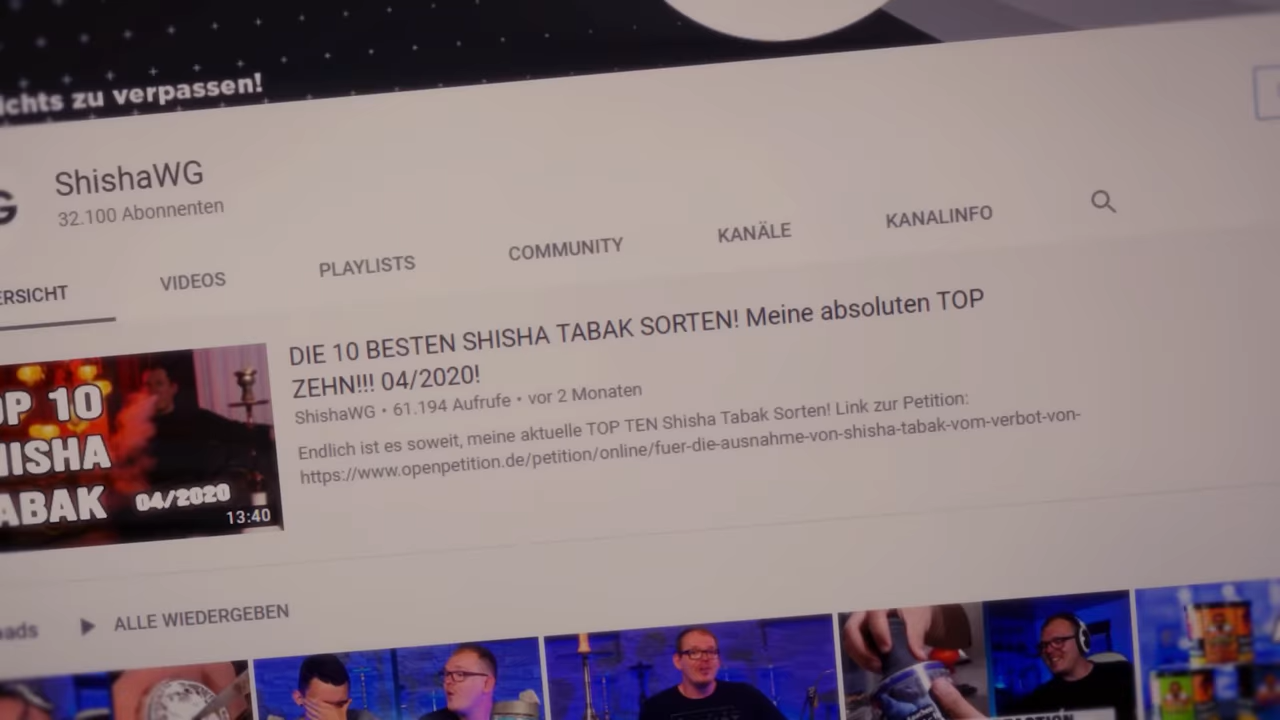 ichts zu verpassen!
G
ShishaWG
32.100 Abonnenten
ERSICHT
VIDEOS
PLAYLISTS
COMMUNITY
KANÄLE
KANALINFO
OP 10
HISHA
ABAK
04/2020
13:40
DIE 10 BESTEN SHISHA TABAK SORTEN! Meine absoluten TOP
ZEHN!!! 04/2020!
ShishaWG • 61.194 Aufrufe • vor 2 Monaten
Endlich ist es soweit, meine aktuelle TOP TEN Shisha Tabak Sorten! Link zur Petition:
https://www.openpetition.de/petition/online/fuer-die-ausnahme-von-shisha-tabak-vom-verbot-von-
oads
ALLE WIEDERGEBEN